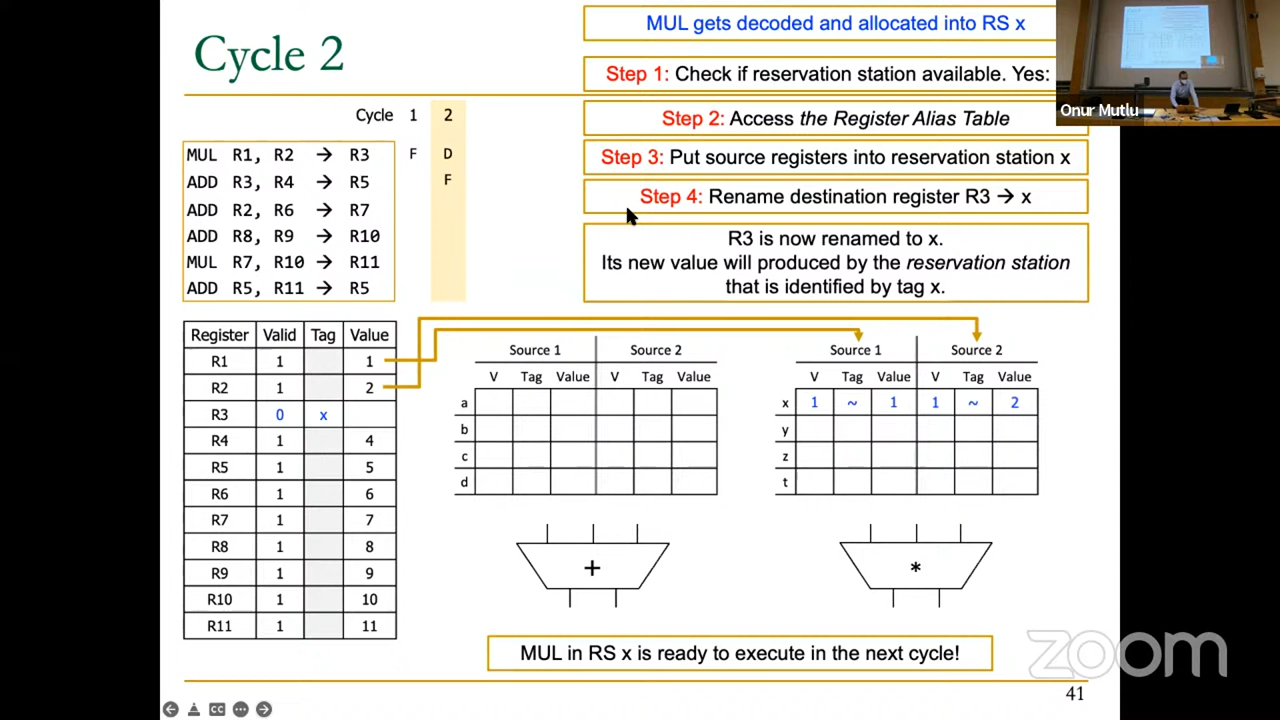 Cycle 2
MUL gets decoded and allocated into RS x
Step 1: Check if reservation station available. Yes:
Step 2: Access the Register Alias Table
Step 3: Put source registers into reservation station x
Step 4: Rename destination register R3 → x
R3 is now renamed to x.
Its new value will produced by the reservation station
that is identified by tag x.
Onur Mutlu
Cycle 1 2
MUL R1, R2 → R3 F D
ADD R3, R4 → R5 F
ADD R2, R6 → R7
ADD R8, R9 → R10
MUL R7, R10 → R11
ADD R5, R11 → R5
Register Valid Tag Value
R1 1 1
R2 1 2
R3 0 x
R4 1 4
R5 1 5
R6 1 6
R7 1 7
R8 1 8
R9 1 9
R10 1 10
R11 1 11
Source 1 Source 2
V Tag Value V Tag Value
a
b
c
d
+
Source 1 Source 2
V Tag Value V Tag Value
x 1 ~ 1 1 ~ 2
y
z
t
*
MUL in RS x is ready to execute in the next cycle!
zoom
41
CC